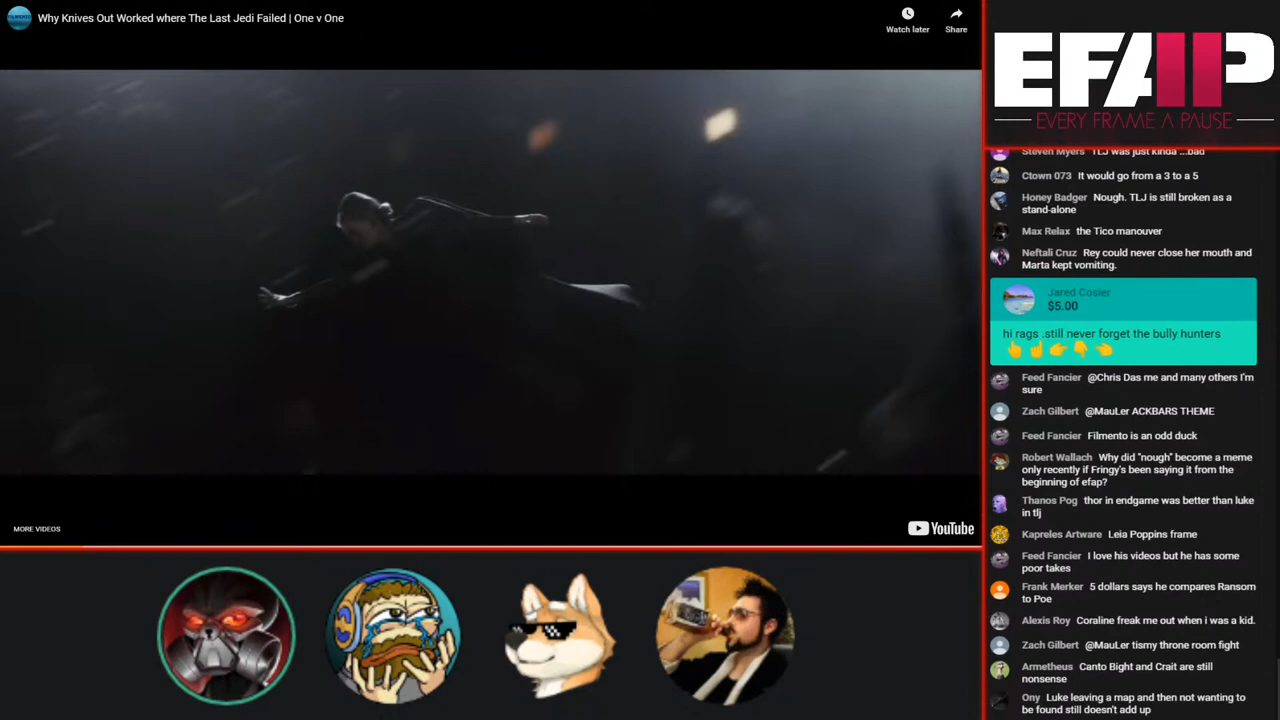 Why Knives Out Worked where The Last Jedi Failed | One v One
Watch later
Share
MORE VIDEOS
YouTube
EFAP
EVERY FRAME A PAUSE
Steven Myers TLJ was just kinda ...bad
Ctown 073 It would go from a 3 to a 5
Honey Badger Nough. TLJ is still broken as a
stand-alone
Max Relax the Tico manouver
Neftali Cruz Rey could never close her mouth and
Marta kept vomiting.
Jared Cosier
$5.00
hi rags .still never forget the bully hunters
Feed Fancier @Chris Das me and many others I'm
sure
Zach Gilbert @MauLer ACKBARS THEME
Feed Fancier Filmento is an odd duck
Robert Wallach Why did "nough" become a meme
only recently if Fringy's been saying it from the
beginning of efap?
Thanos Pog thor in endgame was better than luke
in tlj
Kapreles Artware Leia Poppins frame
Feed Fancier I love his videos but he has some
poor takes
Frank Merker 5 dollars says he compares Ransom
to Poe
Alexis Roy Coraline freak me out when i was a kid.
Zach Gilbert @MauLer tismy throne room fight
Armetheus Canto Bight and Crait are still
nonsense
Ony Luke leaving a map and then not wanting to
be found still doesn't add up